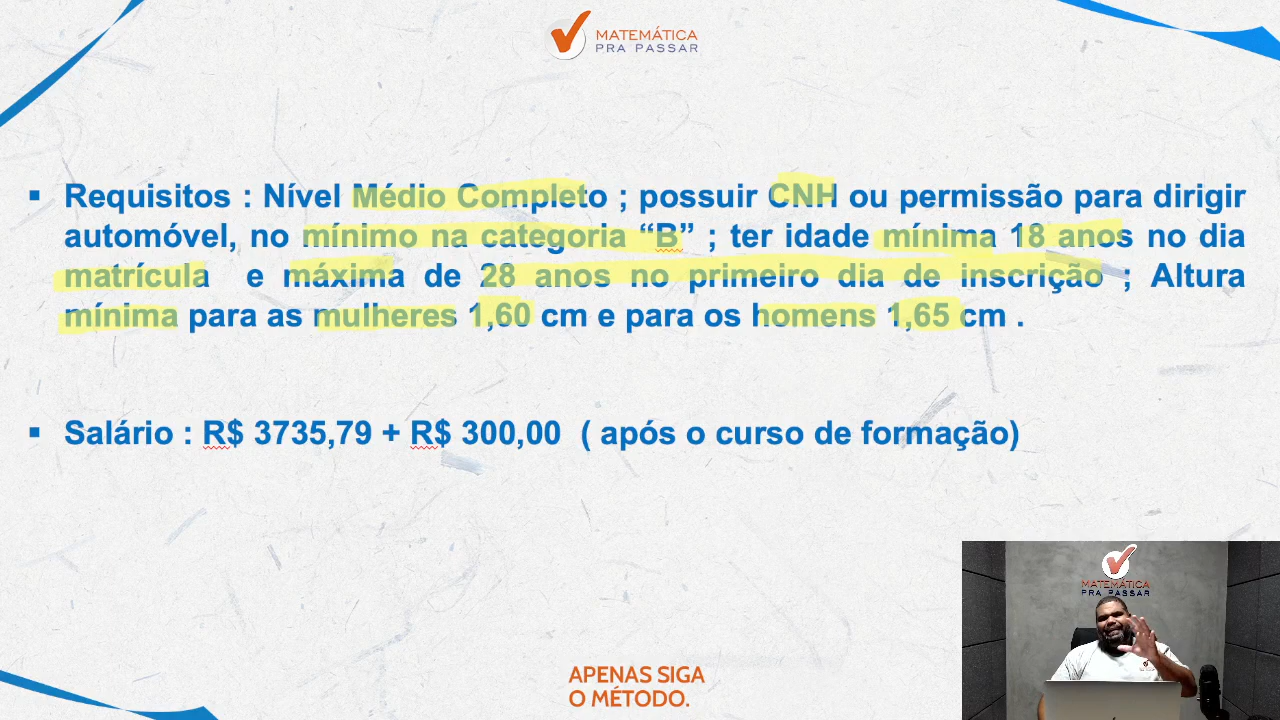 MATEMÁTICA
PRA PASSAR
▪ Requisitos : Nível Médio Completo ; possuir CNH ou permissão para dirigir
automóvel, no mínimo na categoria “B” ; ter idade mínima 18 anos no dia
matrícula e máxima de 28 anos no primeiro dia de inscrição ; Altura
mínima para as mulheres 1,60 cm e para os homens 1,65 cm .
▪ Salário : R$ 3735,79 + R$ 300,00 ( após o curso de formação)
MATEMÁTICA
PRA PASSAR
APENAS SIGA
O MÉTODO.